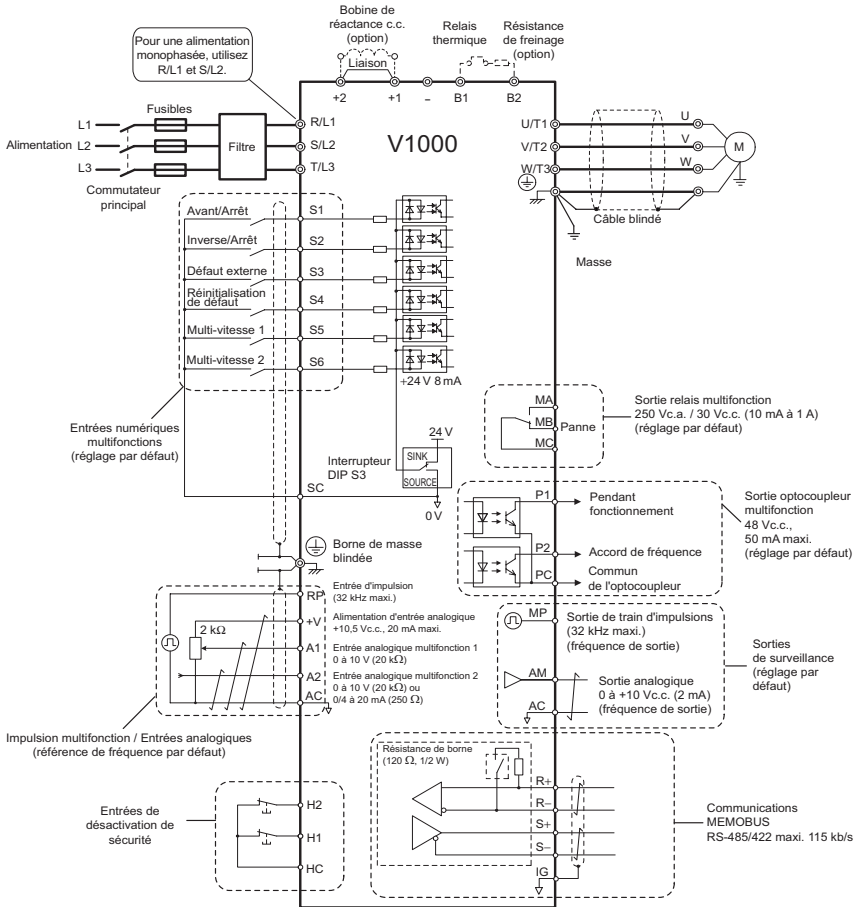 Bobine de
réactance c.c.
(option)
Liaison
Relais
thermique
Résistance
de freinage
(option)
Pour une alimentation
monophasée, utilisez
R/L1 et S/L2.
+2
+1
–
B1
B2
Fusibles
L1
Alimentation L2
L3
Filtre
Commutateur
principal
R/L1
S/L2
T/L3
V1000
U/T1
V/T2
W/T3
U
V
W
M
Câble blindé
Masse
Avant/Arrêt
S1
Inverse/Arrêt
S2
Défaut externe
S3
Réinitialisation
de défaut
S4
Multi-vitesse 1
S5
Multi-vitesse 2
S6
+24 V 8 mA
Entrées numériques
multifonctions
(réglage par défaut)
Interrupteur
DIP S3
24 V
SINK
SOURCE
0 V
SC
MA
MB
MC
Panne
Sortie relais multifonction
250 Vc.a. / 30 Vc.c. (10 mA à 1 A)
(réglage par défaut)
P1
Pendant
fonctionnement
P2
Accord de fréquence
PC
Commun
de l'optocoupleur
Sortie optocoupleur
multifonction
48 Vc.c.,
50 mA maxi.
(réglage par défaut)
Borne de masse
blindée
RP
Entrée d'impulsion
(32 kHz maxi.)
+V
Alimentation d'entrée analogique
+10,5 Vc.c., 20 mA maxi.
2 kΩ
A1
Entrée analogique multifonction 1
0 à 10 V (20 kΩ)
A2
Entrée analogique multifonction 2
0 à 10 V (20 kΩ) ou
0/4 à 20 mA (250 Ω)
AC
Impulsion multifonction / Entrées analogiques
(référence de fréquence par défaut)
MP
Sortie de train d'impulsions
(32 kHz maxi.)
(fréquence de sortie)
AM
Sortie analogique
0 à +10 Vc.c. (2 mA)
(fréquence de sortie)
AC
Sorties
de surveillance
(réglage par
défaut)
Résistance de borne
(120 Ω, 1/2 W)
R+
R–
S+
S–
IG
Communications
MEMOBUS
RS-485/422 maxi. 115 kb/s
Entrées de
désactivation de
sécurité
H2
H1
HC